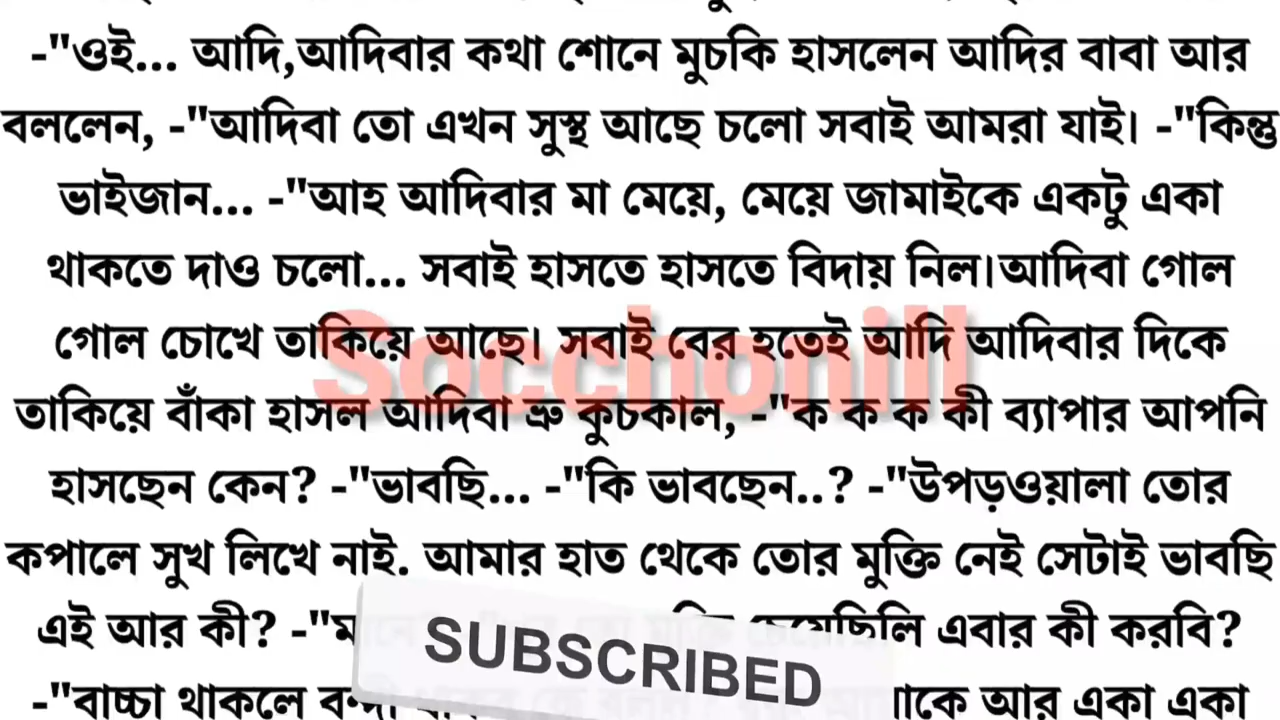 -"ওই... আদি,আদিবার কথা শোনে মুচকি হাসলেন আদির বাবা আর
বললেন, -"আদিবা তো এখন সুস্থ আছে চলো সবাই আমরা যাই। -"কিন্তু
ভাইজান... -"আহ আদিবার মা মেয়ে, মেয়ে জামাইকে একটু একা
থাকতে দাও চলো... সবাই হাসতে হাসতে বিদায় নিল।আদিবা গোল
গোল চোখে তাকিয়ে আছে। সবাই বের হতেই আদি আদিবার দিকে
Socchonill
তাকিয়ে বাঁকা হাসল আদিবা ভ্রু কুচকাল, -"ক ক ক কী ব্যাপার আপনি
হাসছেন কেন? -"ভাবছি... -"কি ভাবছেন..? -"উপড়ওয়ালা তোর
কপালে সুখ লিখে নাই. আমার হাত থেকে তোর মুক্তি নেই সেটাই ভাবছি
এই আর কী? -"মানে চেয়েছিলি এবার কী করবি?
SUBSCRIBED
-"বাচ্চা থাকলে বন্দী আর একা একা